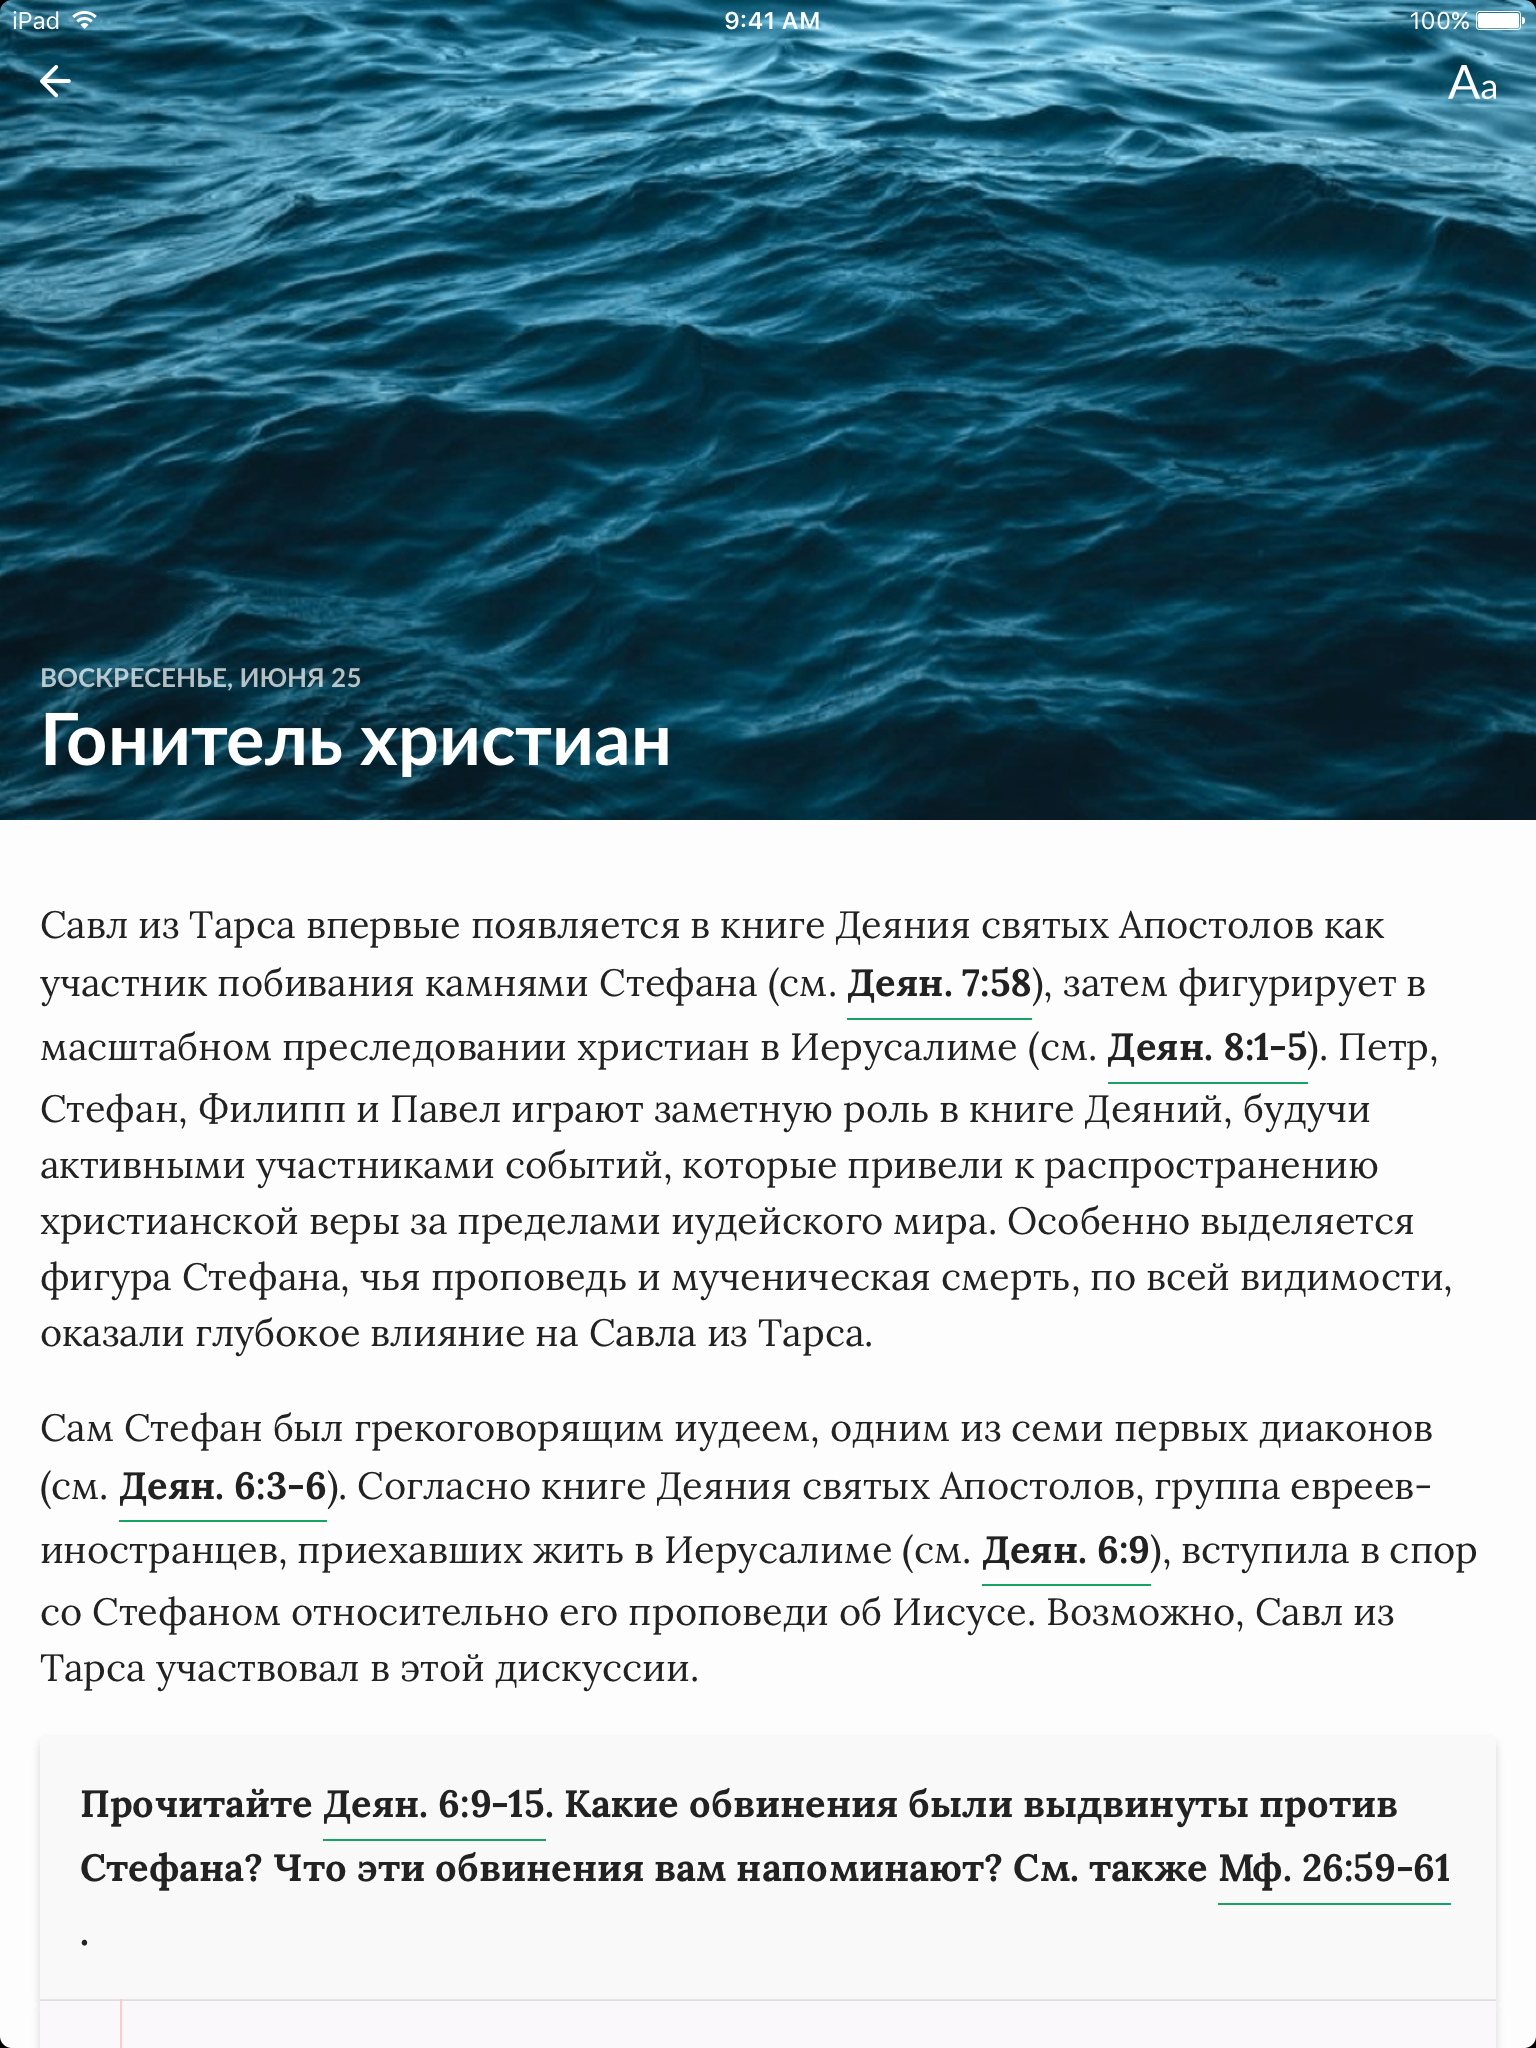 iPad 9:41 AM 100%
Aa
ВОСКРЕСЕНЬЕ, ИЮНЯ 25
Гонитель христиан
Савл из Тарса впервые появляется в книге Деяния святых Апостолов как
участник побивания камнями Стефана (см. Деян. 7:58), затем фигурирует в
масштабном преследовании христиан в Иерусалиме (см. Деян. 8:1-5). Петр,
Стефан, Филипп и Павел играют заметную роль в книге Деяний, будучи
активными участниками событий, которые привели к распространению
христианской веры за пределами иудейского мира. Особенно выделяется
фигура Стефана, чья проповедь и мученическая смерть, по всей видимости,
оказали глубокое влияние на Савла из Тарса.
Сам Стефан был грекоговорящим иудеем, одним из семи первых диаконов
(см. Деян. 6:3-6). Согласно книге Деяния святых Апостолов, группа евреев-
иностранцев, приехавших жить в Иерусалиме (см. Деян. 6:9), вступила в спор
со Стефаном относительно его проповеди об Иисусе. Возможно, Савл из
Тарса участвовал в этой дискуссии.
Прочитайте Деян. 6:9-15. Какие обвинения были выдвинуты против
Стефана? Что эти обвинения вам напоминают? См. также Мф. 26:59-61
.